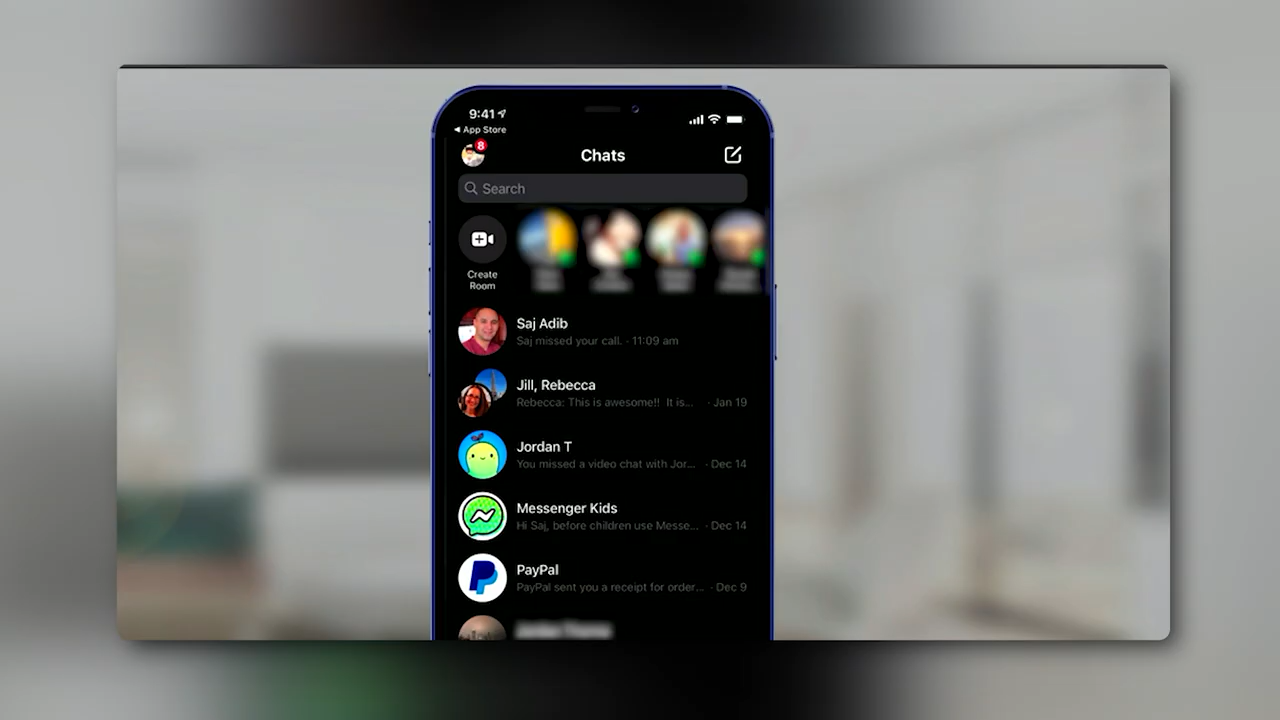 9:41
App Store
8
Chats
Search
Create
Room
Saj Adib
Saj missed your call. · 11:09 am
Jill, Rebecca
Rebecca: This is awesome!! It is... · Jan 19
Jordan T
You missed a video chat with Jor... · Dec 14
Messenger Kids
Hi Saj, before children use Messe... · Dec 14
PayPal
PayPal sent you a receipt for order... · Dec 9